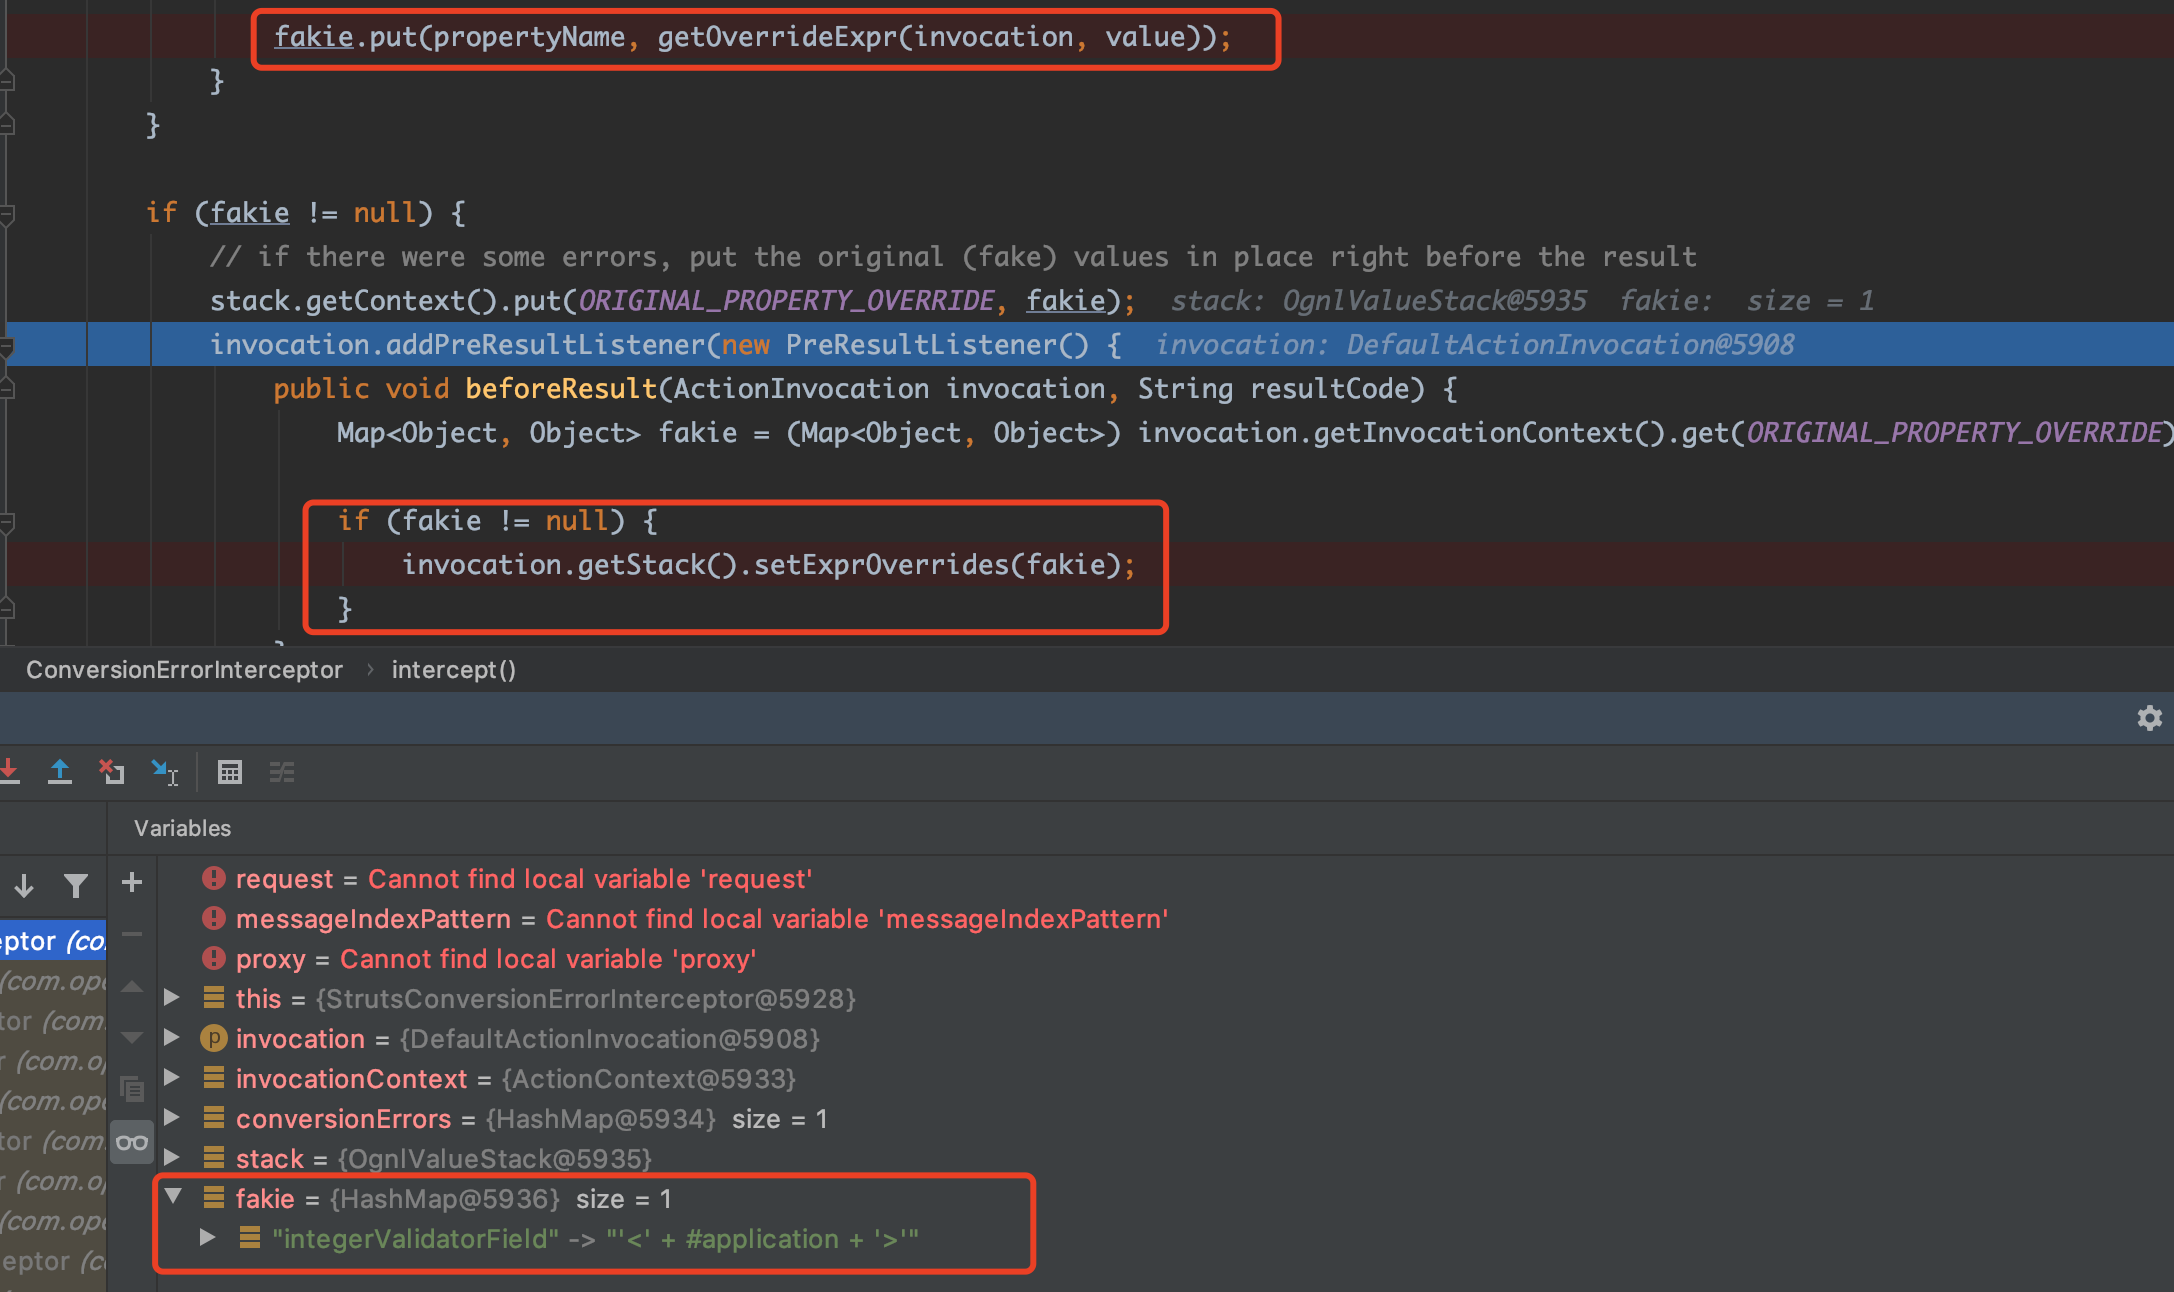 fakie.put(propertyName, getOverrideExpr(invocation, value));
}
}
if (fakie != null) {
// if there were some errors, put the original (fake) values in place right before the result
stack.getContext().put(ORIGINAL_PROPERTY_OVERRIDE, fakie);  stack: OgnlValueStack@5935  fakie:  size = 1
invocation.addPreResultListener(new PreResultListener() {  invocation: DefaultActionInvocation@5908
public void beforeResult(ActionInvocation invocation, String resultCode) {
Map<Object, Object> fakie = (Map<Object, Object>) invocation.getInvocationContext().get(ORIGINAL_PROPERTY_OVERRIDE)
if (fakie != null) {
invocation.getStack().setExprOverrides(fakie);
}
ConversionErrorInterceptor › intercept()
Variables
request = Cannot find local variable 'request'
messageIndexPattern = Cannot find local variable 'messageIndexPattern'
proxy = Cannot find local variable 'proxy'
this = {StrutsConversionErrorInterceptor@5928}
p invocation = {DefaultActionInvocation@5908}
invocationContext = {ActionContext@5933}
conversionErrors = {HashMap@5934}  size = 1
stack = {OgnlValueStack@5935}
fakie = {HashMap@5936}  size = 1
"integerValidatorField" -> "'<' + #application + '>'"
eptor (co
(com.ope
tor (com.
r (com.o
(com.ope
tor (com.
r (com.o
(com.ope
eptor (c